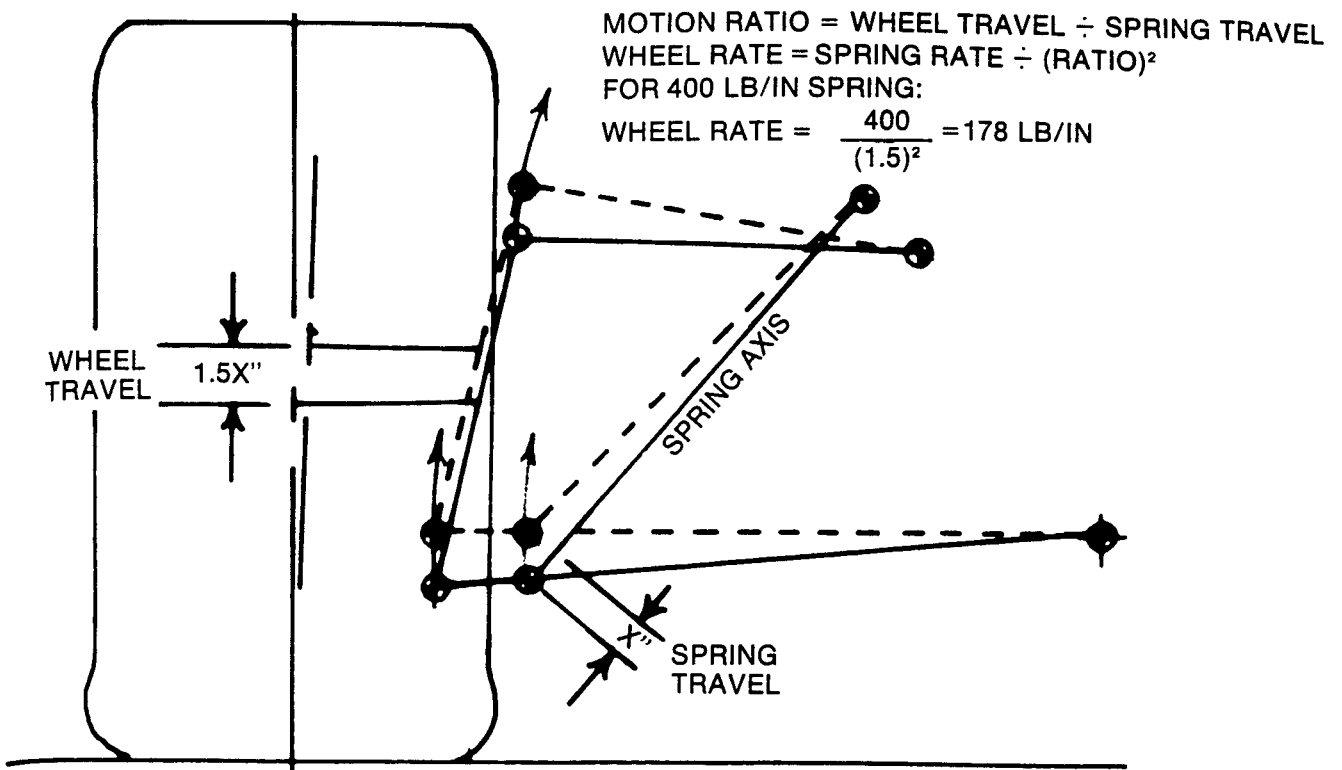 MOTION RATIO = WHEEL TRAVEL ÷ SPRING TRAVEL
WHEEL RATE = SPRING RATE ÷ (RATIO)²
FOR 400 LB/IN SPRING:
WHEEL RATE = 400 / (1.5)² = 178 LB/IN
WHEEL
TRAVEL
1.5X"
SPRING AXIS
X"
SPRING
TRAVEL